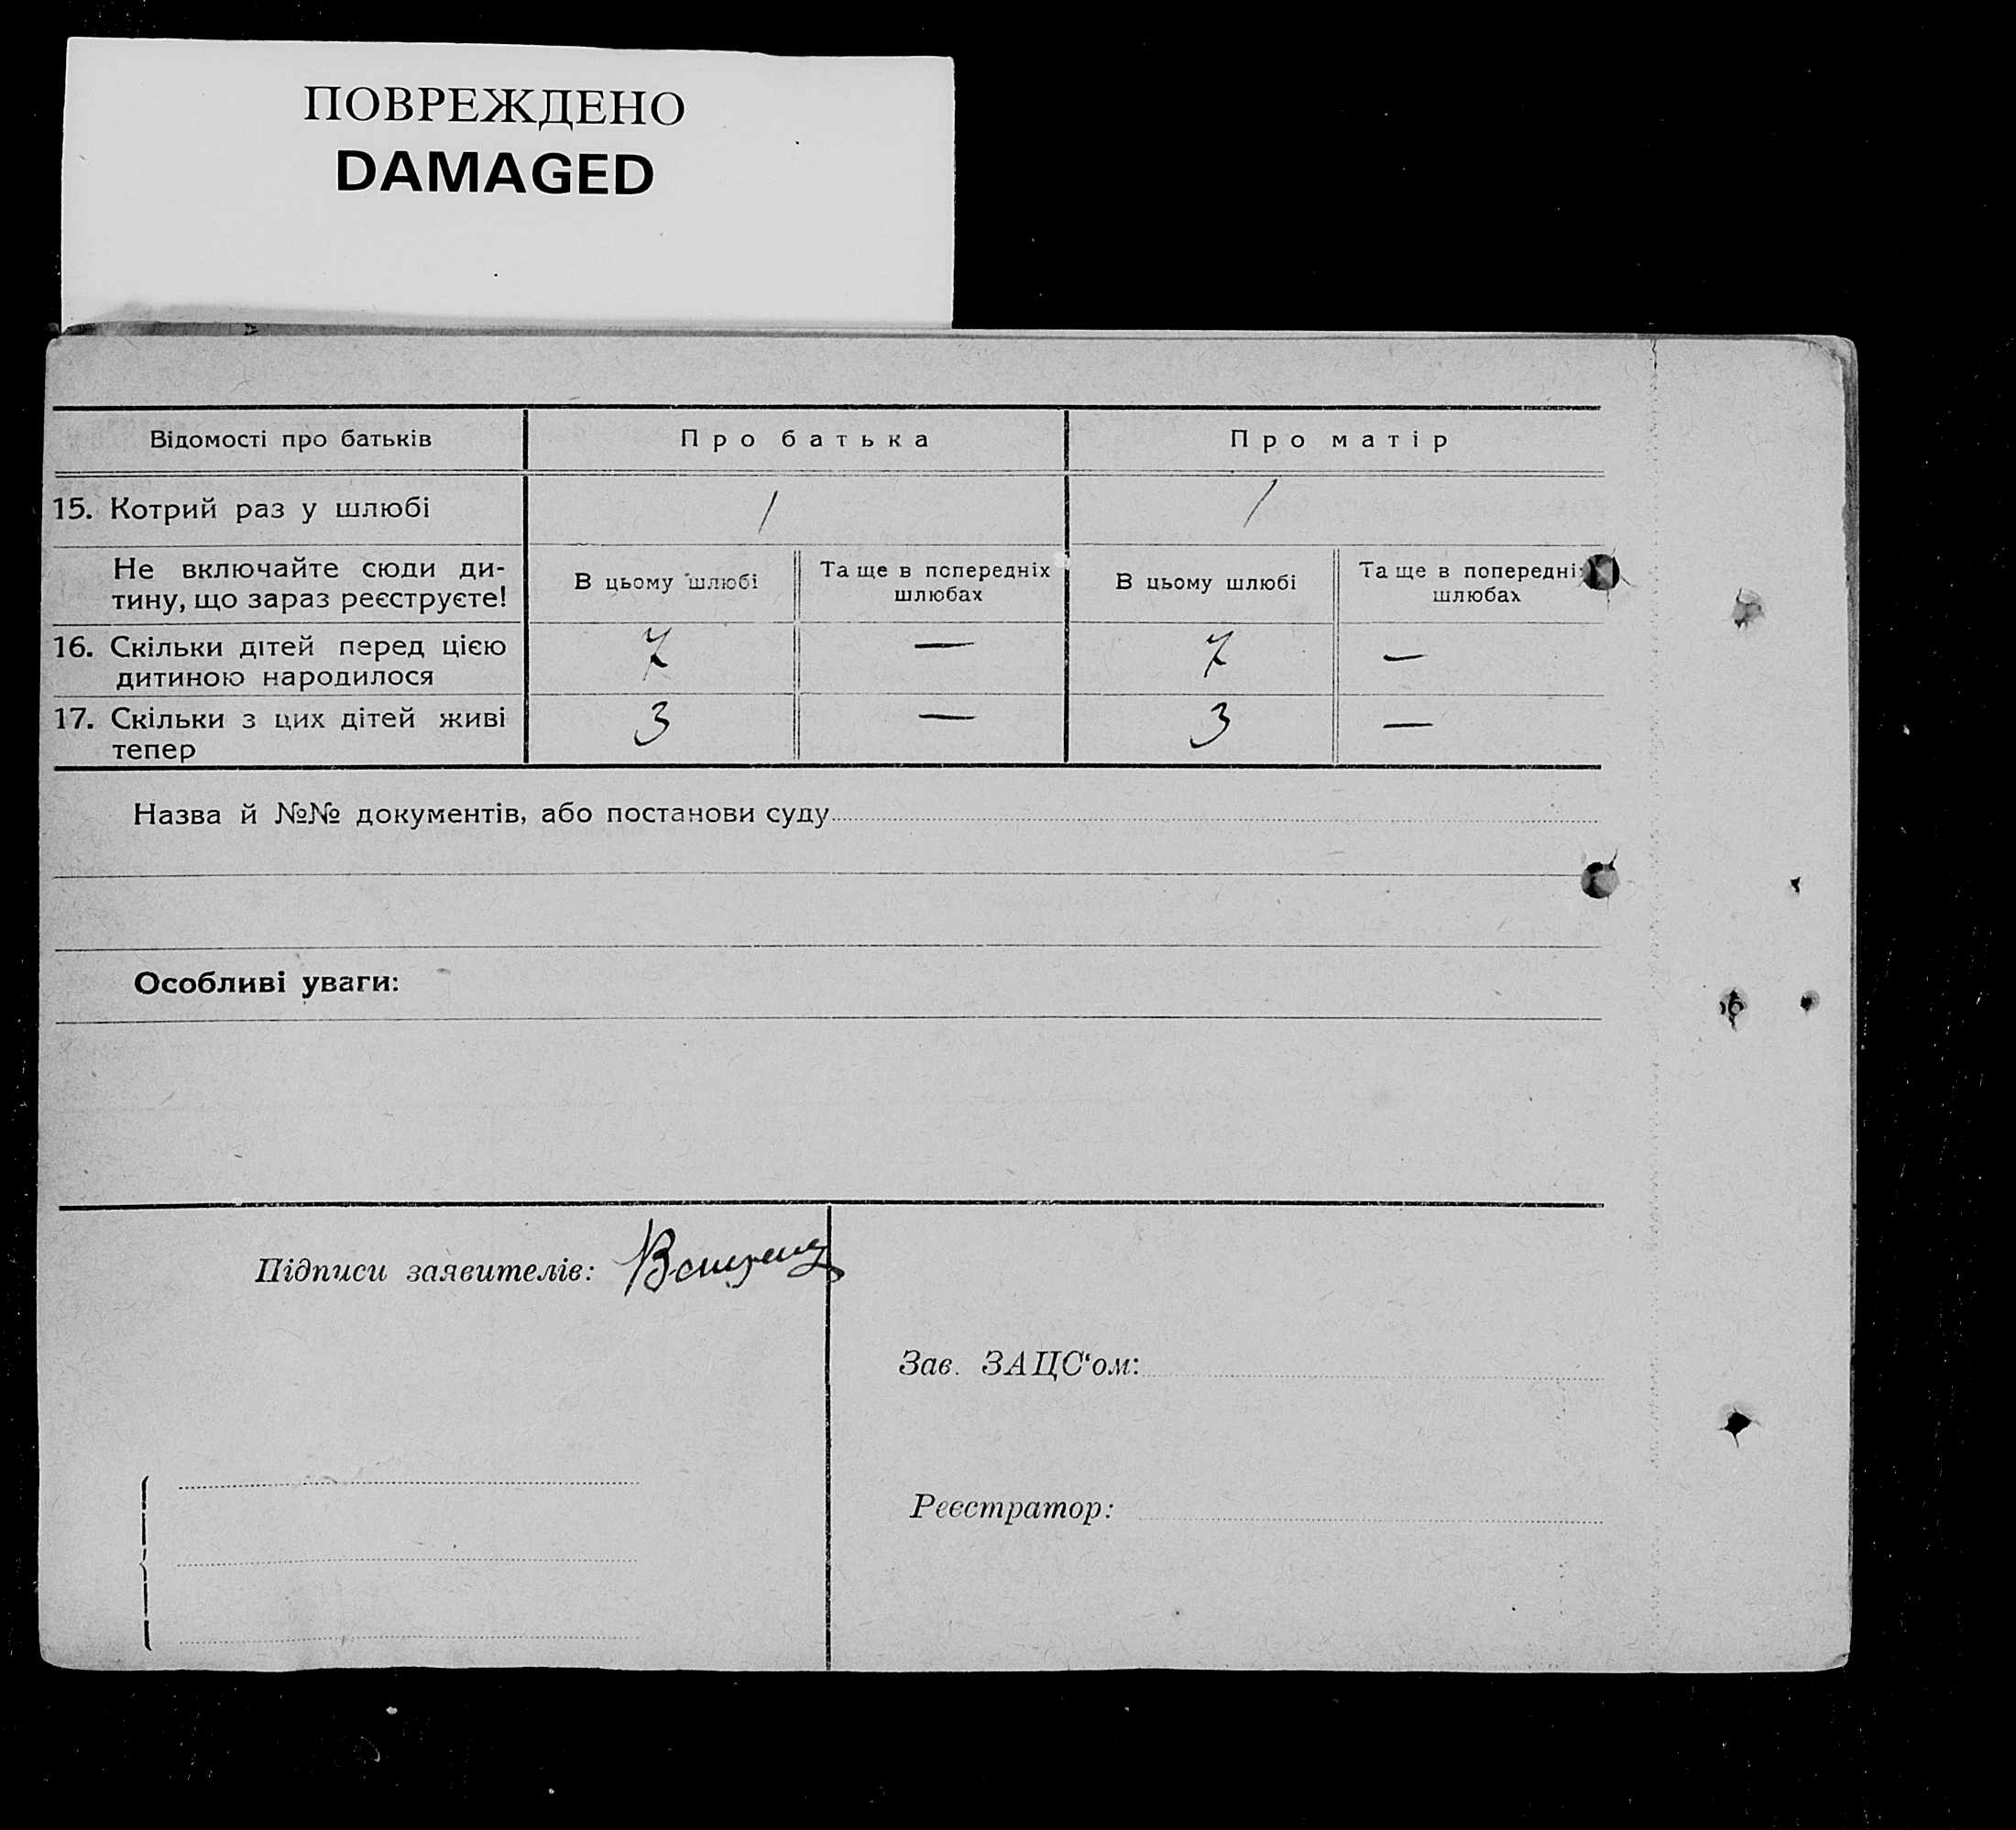 ПОВРЕЖДЕНО
DAMAGED
Відомості про батьків Про батька Про матір
15. Котрий раз у шлюбі 1 1
Не включайте сюди ди-
тину, що зараз реєструєте!
В цьому шлюбі Та ще в попередніх
шлюбах
В цьому шлюбі Та ще в попередні
шлюбах
16. Скільки дітей перед цією
дитиною народилося
7 — 7 —
17. Скільки з цих дітей живі
тепер
3 — 3 —
Назва й №№ документів, або постанови суду
Особливі уваги:
Підписи заявителів:
Зав. ЗАЦС‘ом:
Реєстратор: